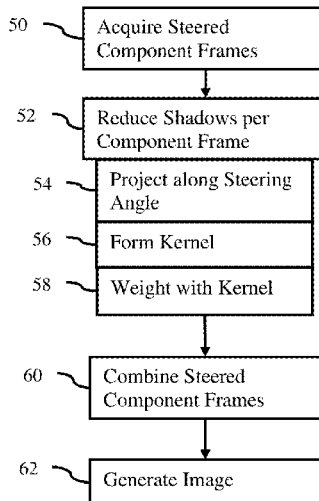 50
Acquire Steered
Component Frames
52
Reduce Shadows per
Component Frame
54
Project along Steering
Angle
56
Form Kernel
58
Weight with Kernel
60
Combine Steered
Component Frames
62
Generate Image